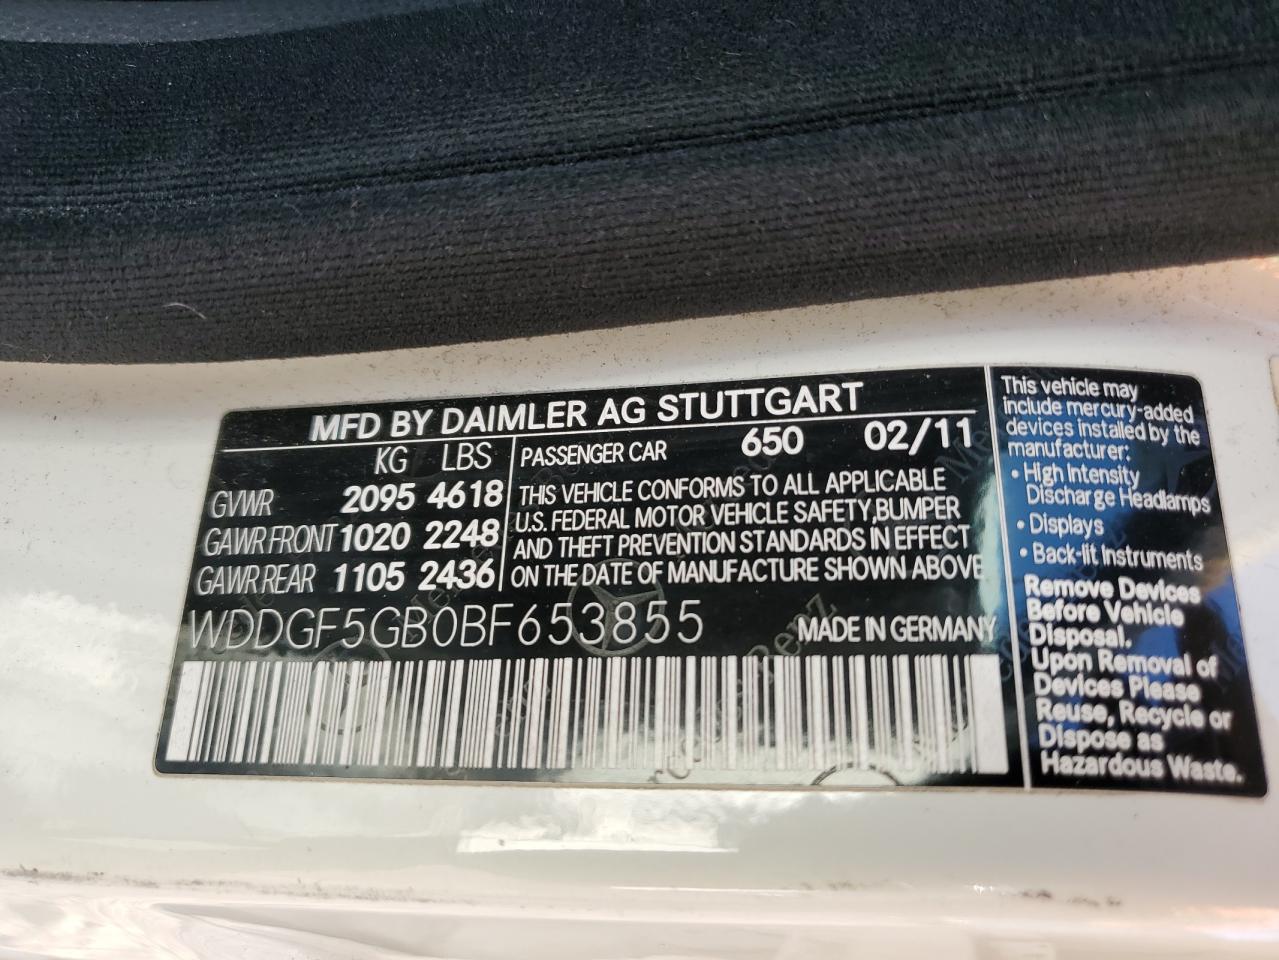 MFD BY DAIMLER AG STUTTGART
KG LBS
GVWR 2095 4618
GAWR FRONT 1020 2248
GAWR REAR 1105 2436
PASSENGER CAR 650 02/11
THIS VEHICLE CONFORMS TO ALL APPLICABLE
U.S. FEDERAL MOTOR VEHICLE SAFETY,BUMPER
AND THEFT PREVENTION STANDARDS IN EFFECT
ON THE DATE OF MANUFACTURE SHOWN ABOVE
WDDGF5GB0BF653855 MADE IN GERMANY
This vehicle may
include mercury-added
devices installed by the
manufacturer:
• High Intensity
Discharge Headlamps
• Displays
• Back-lit Instruments
Remove Devices
Before Vehicle
Disposal.
Upon Removal of
Devices Please
Reuse, Recycle or
Dispose as
Hazardous Waste.